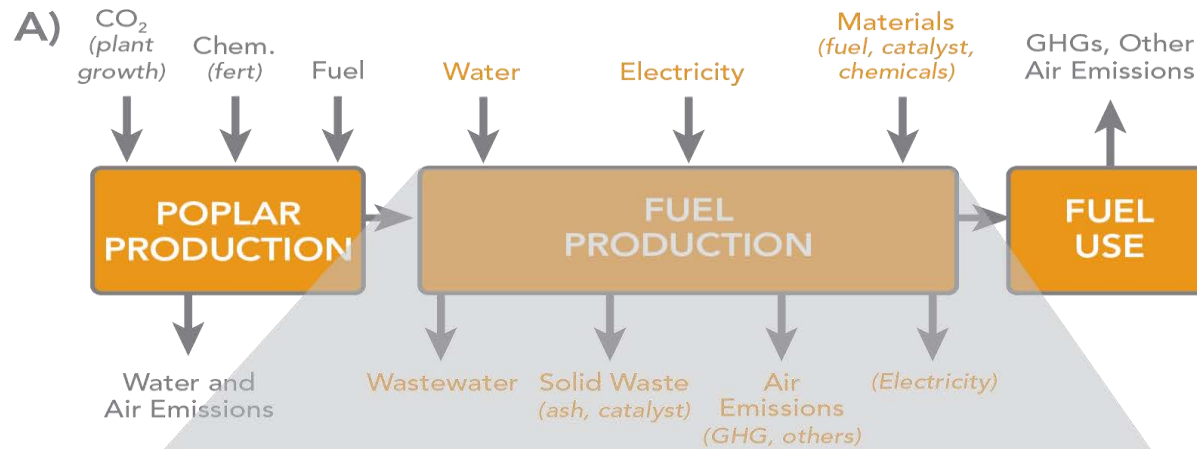 A)
CO₂
(plant
growth)
Chem.
(fert)
Fuel
Water
Electricity
Materials
(fuel, catalyst,
chemicals)
GHGs, Other
Air Emissions
POPLAR
PRODUCTION
FUEL
PRODUCTION
FUEL
USE
Water and
Air Emissions
Wastewater
Solid Waste
(ash, catalyst)
Air
Emissions
(GHG, others)
(Electricity)